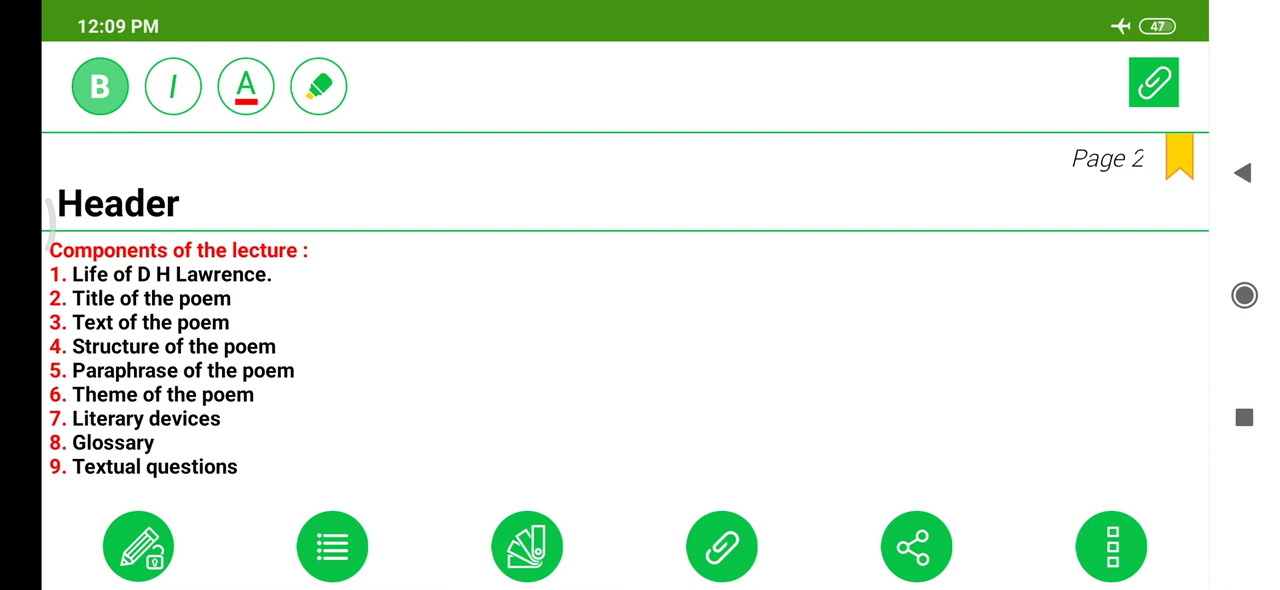 12:09 PM
47
B I A
Page 2
Header
Components of the lecture :
1. Life of D H Lawrence.
2. Title of the poem
3. Text of the poem
4. Structure of the poem
5. Paraphrase of the poem
6. Theme of the poem
7. Literary devices
8. Glossary
9. Textual questions